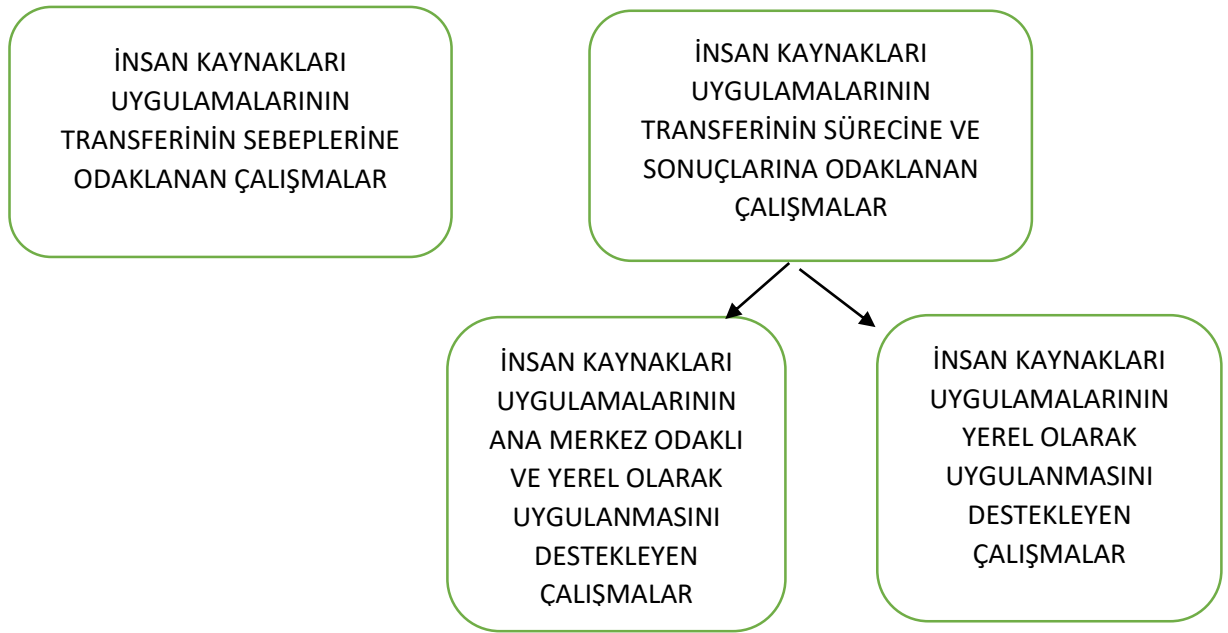 İNSAN KAYNAKLARI
UYGULAMALARININ
TRANSFERİNİN SEBEPLERİNE
ODAKLANAN ÇALIŞMALAR
İNSAN KAYNAKLARI
UYGULAMALARININ
TRANSFERİNİN SÜRECİNE VE
SONUÇLARINA ODAKLANAN
ÇALIŞMALAR
İNSAN KAYNAKLARI
UYGULAMALARININ
ANA MERKEZ ODAKLI
VE YEREL OLARAK
UYGULANMASINI
DESTEKLEYEN
ÇALIŞMALAR
İNSAN KAYNAKLARI
UYGULAMALARININ
YEREL OLARAK
UYGULANMASINI
DESTEKLEYEN
ÇALIŞMALAR